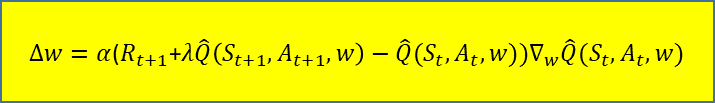 Δw = α(R_{t+1}+λQ̂(S_{t+1}, A_{t+1}, w) − Q̂(S_t, A_t, w))∇_w Q̂(S_t, A_t, w)